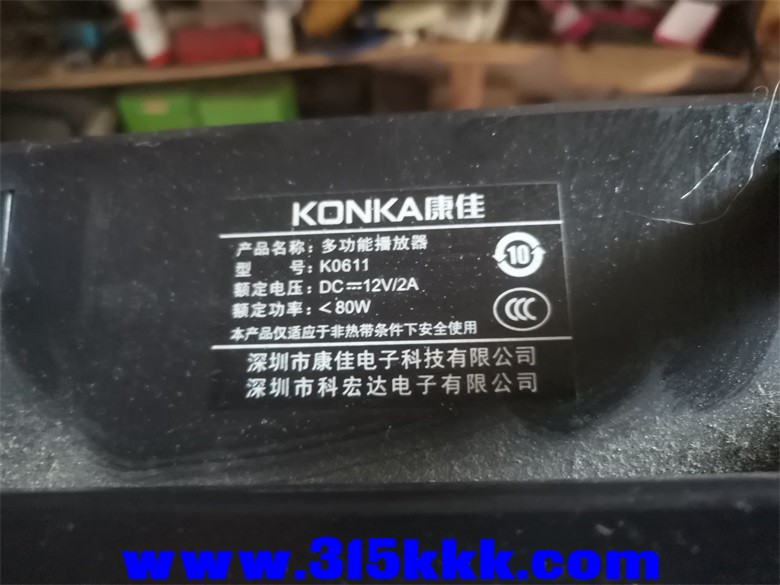 KONKA康佳
产品名称：多功能播放器
型 号：K0611
额定电压：DC⎓12V/2A
额定功率：＜80W
本产品仅适应于非热带条件下安全使用
10
CCC
深圳市康佳电子科技有限公司
深圳市科宏达电子有限公司
www.315kkk.com